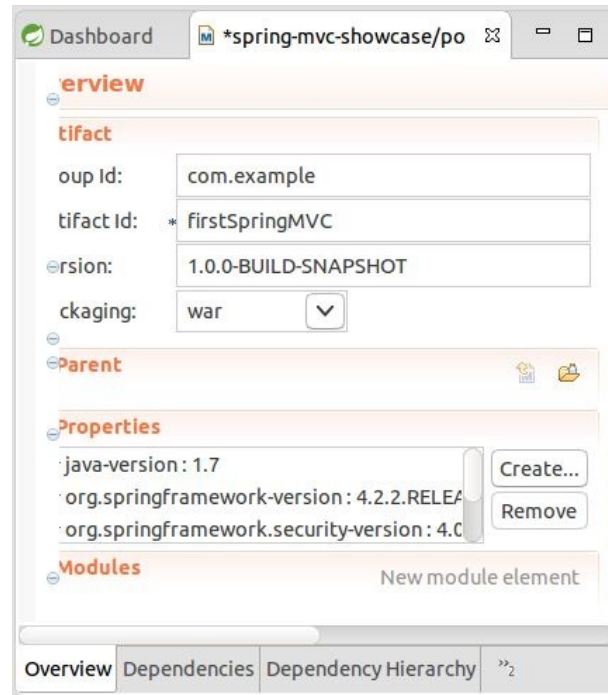 Dashboard *spring-mvc-showcase/po
erview
tifact
oup Id: com.example
tifact Id: * firstSpringMVC
ersion: 1.0.0-BUILD-SNAPSHOT
ckaging: war
Parent
Properties
java-version : 1.7
Create...
org.springframework-version : 4.2.2.RELEA
Remove
org.springframework.security-version : 4.0
Modules New module element
Overview Dependencies Dependency Hierarchy »2